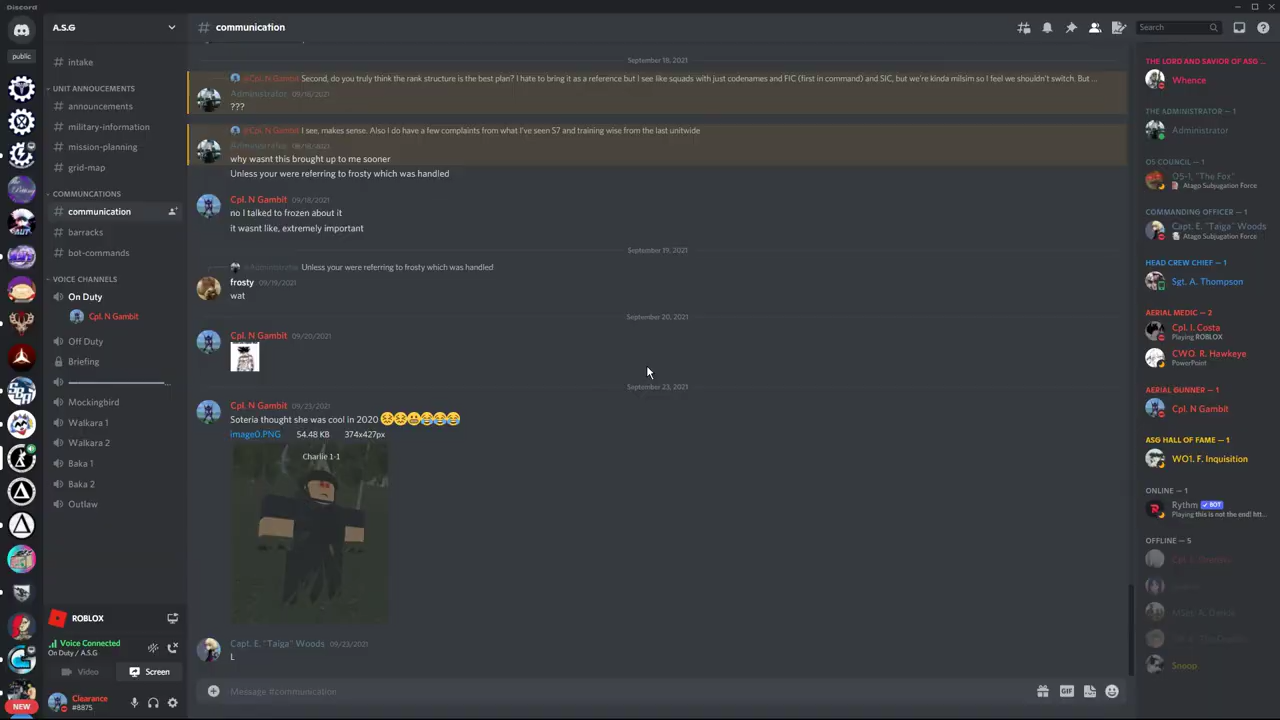 Discord
A.S.G
communication
Search
public
intake
UNIT ANNOUCEMENTS
announcements
military-information
mission-planning
grid-map
COMMUNICATIONS
communication
barracks
bot-commands
VOICE CHANNELS
On Duty
Cpl. N Gambit
Off Duty
Briefing
Mockingbird
Walkara 1
Walkara 2
Baka 1
Baka 2
Outlaw
ROBLOX
Voice Connected
On Duty / A.S.G
Video
Screen
Clearance
#8875
NEW
September 18, 2021
@Cpl. N Gambit Second, do you truly think the rank structure is the best plan? I hate to bring it as a reference but I see like squads with just codenames and FIC (first in command) and SIC, but we're kinda milsim so I feel we shouldn't switch. But ...
Administrator 09/18/2021
???
@Cpl. N Gambit I see, makes sense. Also I do have a few complaints from what I've seen S7 and training wise from the last unitwide
Administrator 09/18/2021
why wasnt this brought up to me sooner
Unless your were referring to frosty which was handled
Cpl. N Gambit 09/18/2021
no I talked to frozen about it
it wasnt like, extremely important
September 19, 2021
@Administrator Unless your were referring to frosty which was handled
frosty 09/19/2021
wat
September 20, 2021
Cpl. N Gambit 09/20/2021
September 23, 2021
Cpl. N Gambit 09/23/2021
Soteria thought she was cool in 2020
image0.PNG 54.48 KB 374x427px
Charlie 1-1
Capt. E. "Taiga" Woods 09/23/2021
L
Message #communication
GIF
THE LORD AND SAVIOR OF ASG ...
Whence
THE ADMINISTRATOR — 1
Administrator
O5 COUNCIL — 1
O5-1, "The Fox"
Atago Subjugation Force
COMMANDING OFFICER — 1
Capt. E. "Taiga" Woods
Atago Subjugation Force
HEAD CREW CHIEF — 1
Sgt. A. Thompson
AERIAL MEDIC — 2
Cpl. I. Costa
Playing ROBLOX
CWO. R. Hawkeye
PowerPoint
AERIAL GUNNER — 1
Cpl. N Gambit
ASG HALL OF FAME — 1
WO1. F. Inquisition
ONLINE — 1
Rythm BOT
Playing this is not the end! htt...
OFFLINE — 5
Snoop